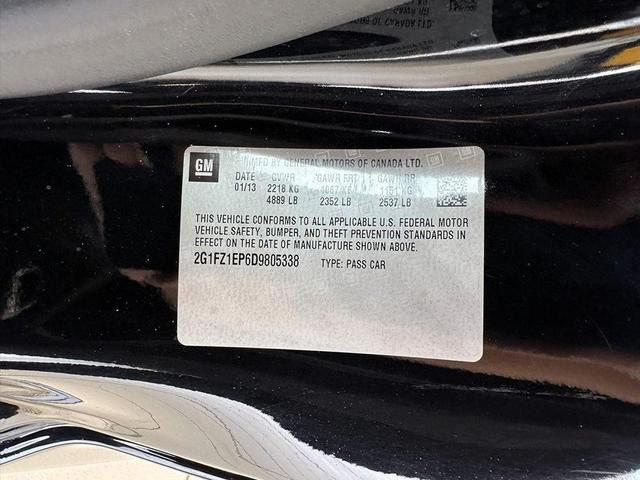 GM
MFD BY GENERAL MOTORS OF CANADA LTD.
DATE GVWR GAWR FRT GAWR RR
01/13 2218 KG 1067 KG 1151 KG
4889 LB 2352 LB 2537 LB
THIS VEHICLE CONFORMS TO ALL APPLICABLE U.S. FEDERAL MOTOR
VEHICLE SAFETY, BUMPER, AND THEFT PREVENTION STANDARDS IN
EFFECT ON THE DATE OF MANUFACTURE SHOWN ABOVE.
2G1FZ1EP6D9805338 TYPE: PASS CAR